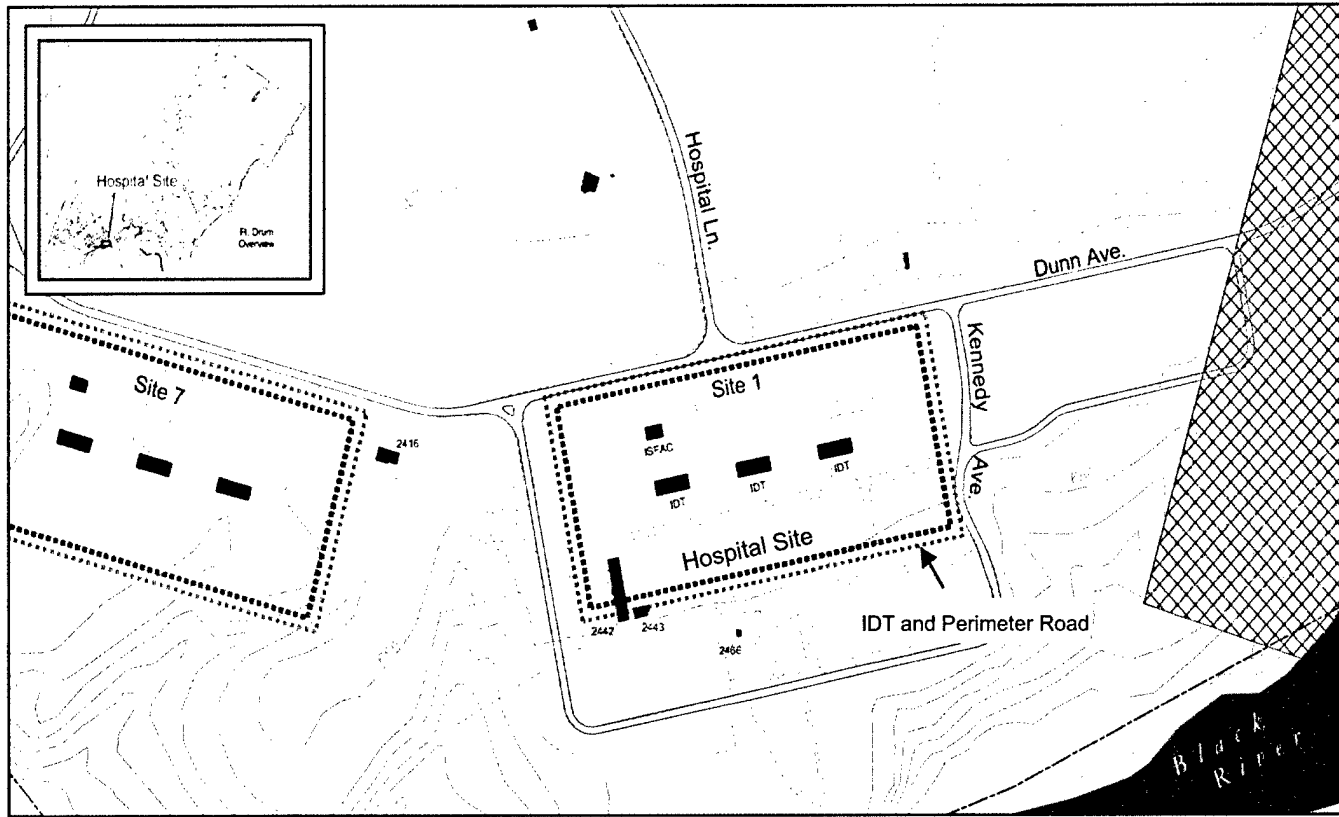 Hospita' Site
Ft. Drum
Overview
Hospital Ln.
Dunn Ave.
Kennedy
Ave.
Site 7
2416
Site 1
ISFAC
IDT
IDT
IDT
Hospital Site
2442
2443
2466
IDT and Perimeter Road
Black
River